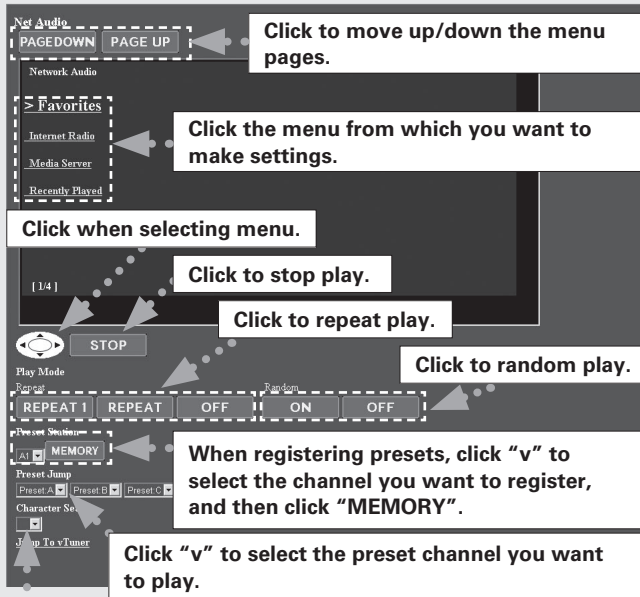 Net Audio
PAGEDOWN PAGE UP
Click to move up/down the menu
pages.
Network Audio
> Favorites
Internet Radio
Media Server
Recently Played
Click the menu from which you want to
make settings.
Click when selecting menu.
[ 1/4 ]
Click to stop play.
STOP
Click to repeat play.
Click to random play.
Play Mode
Repeat
Random
REPEAT 1 REPEAT OFF ON OFF
Preset Station
A1 MEMORY
When registering presets, click “v” to
select the channel you want to register,
and then click “MEMORY”.
Preset Jump
Preset:A Preset:B Preset:C
Character
Jump To vTuner
Click “v” to select the preset channel you want
to play.